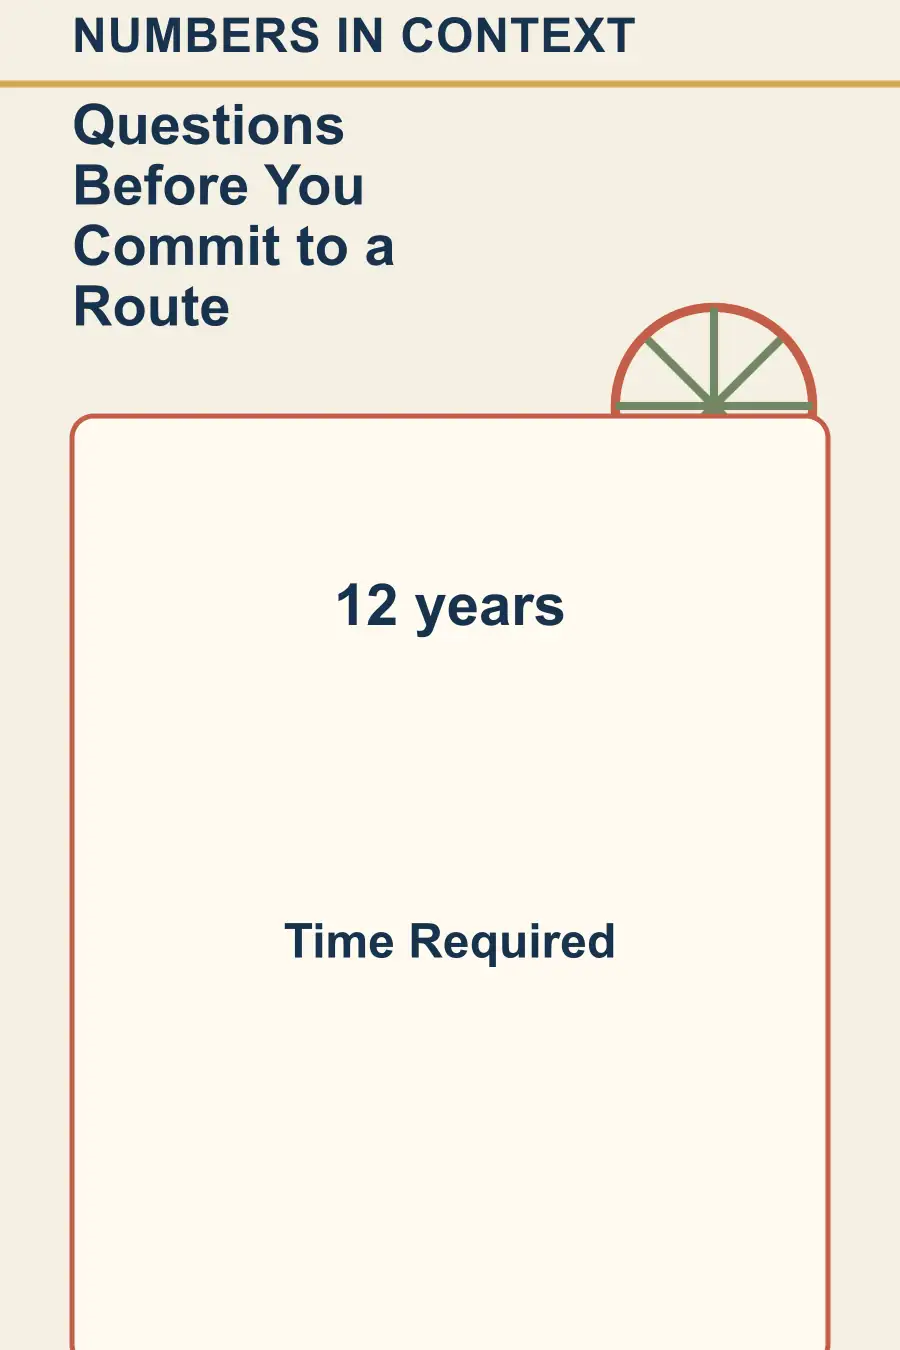 NUMBERS IN CONTEXT
Questions
Before You
Commit to a
Route
12 years
Time Required